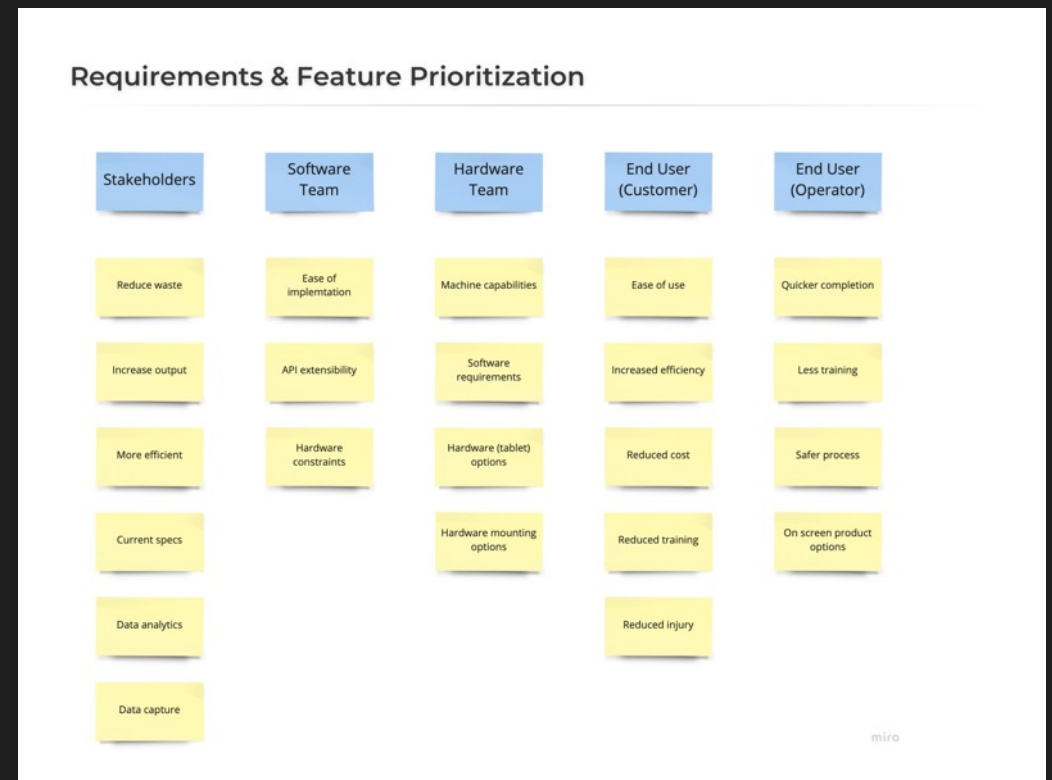 Requirements & Feature Prioritization
Stakeholders
Software
Team
Hardware
Team
End User
(Customer)
End User
(Operator)
Reduce waste
Ease of
implemtation
Machine capabilities
Ease of use
Quicker completion
Increase output
API extensibility
Software
requirements
Increased efficiency
Less training
More efficient
Hardware
constraints
Hardware (tablet)
options
Reduced cost
Safer process
Current specs
Hardware mounting
options
Reduced training
On screen product
options
Data analytics
Reduced injury
Data capture
miro